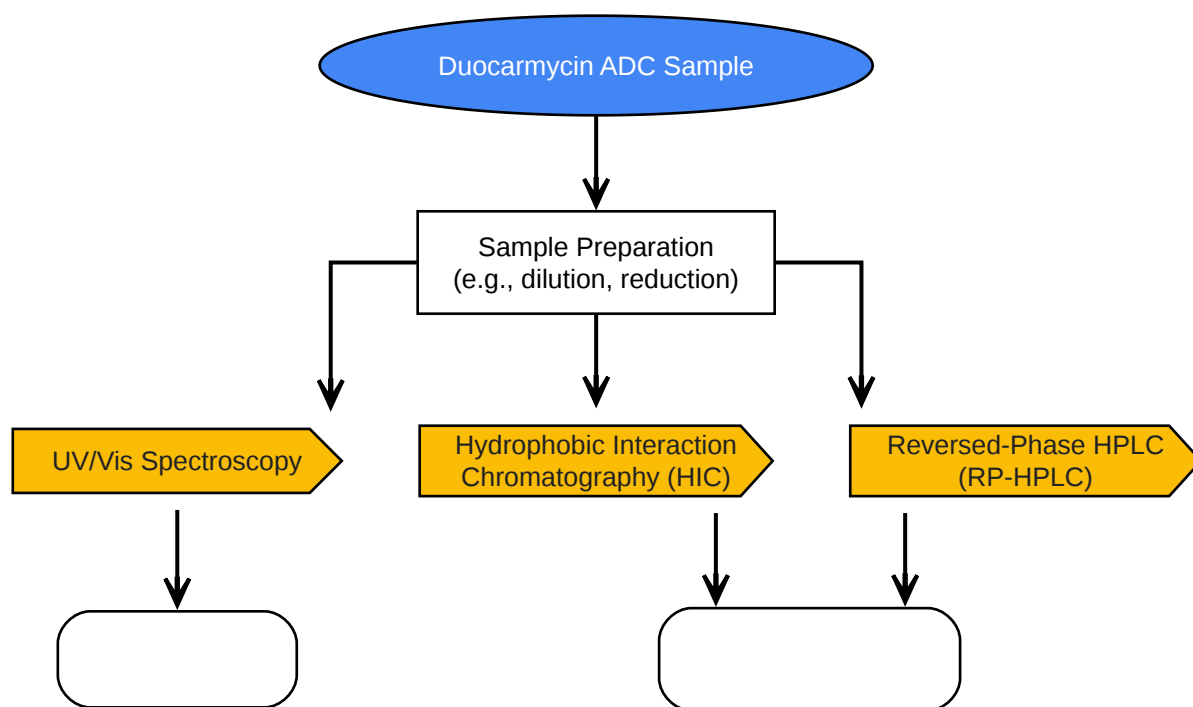 Duocarmycin ADC Sample
Sample Preparation
(e.g., dilution, reduction)
UV/Vis Spectroscopy
Hydrophobic Interaction
Chromatography (HIC)
Reversed-Phase HPLC
(RP-HPLC)